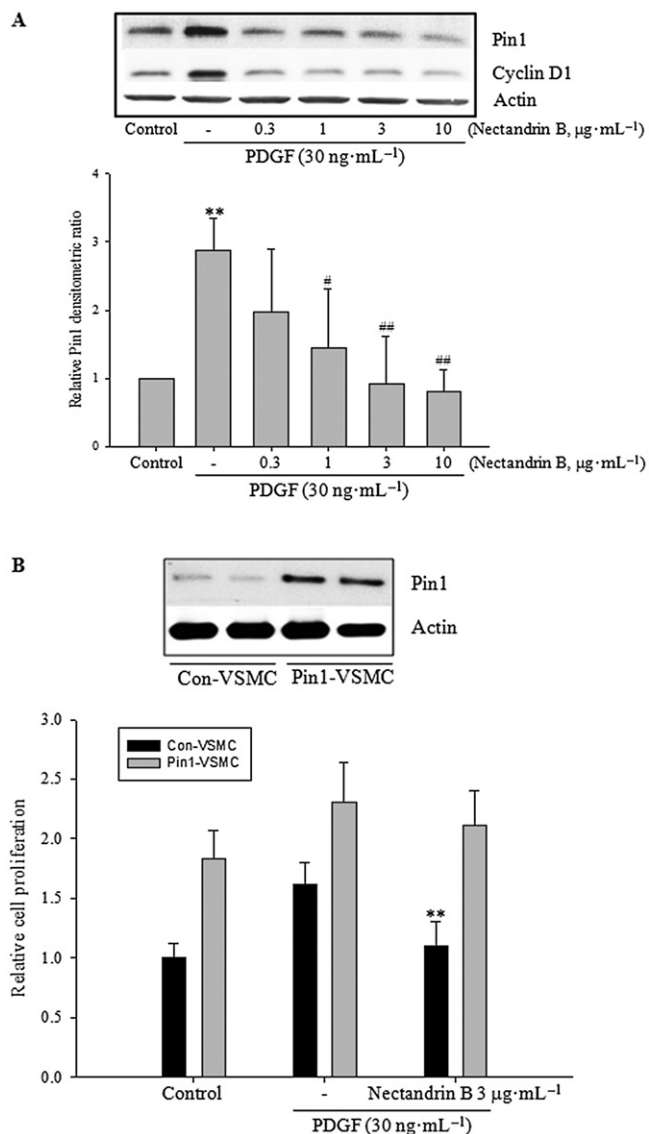 A
Pin1
Cyclin D1
Actin
Control - 0.3 1 3 10 (Nectandrin B, μg·mL⁻¹)
PDGF (30 ng·mL⁻¹)
Relative Pin1 densitometric ratio
4
3
2
1
0
**
#
##
##
Control - 0.3 1 3 10 (Nectandrin B, μg·mL⁻¹)
PDGF (30 ng·mL⁻¹)
B
Pin1
Actin
Con-VSMC Pin1-VSMC
Relative cell proliferation
3.0
2.5
2.0
1.5
1.0
0.5
0.0
Con-VSMC
Pin1-VSMC
**
Control - Nectandrin B 3 μg·mL⁻¹
PDGF (30 ng·mL⁻¹)